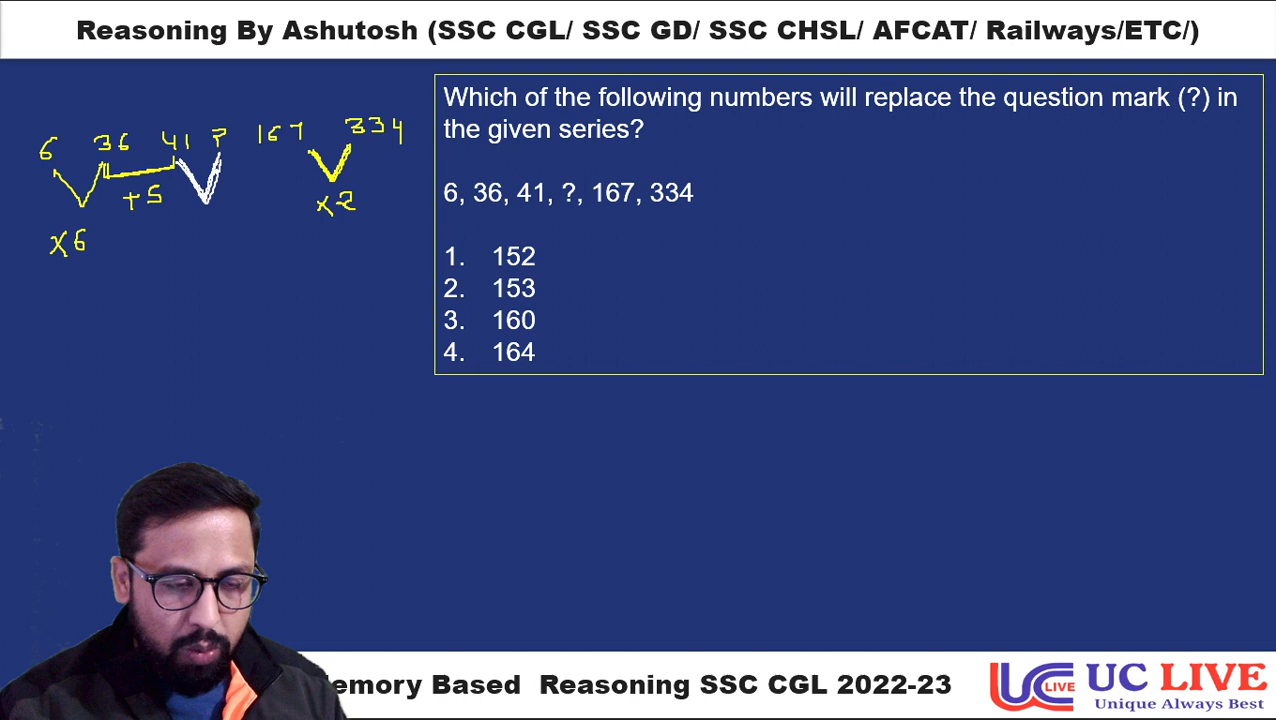 Reasoning By Ashutosh (SSC CGL/ SSC GD/ SSC CHSL/ AFCAT/ Railways/ETC/)
6 36 41 ? 167 334
+5
×2
×6
Which of the following numbers will replace the question mark (?) in
the given series?
6, 36, 41, ?, 167, 334
1. 152
2. 153
3. 160
4. 164
emory Based Reasoning SSC CGL 2022-23
UC LIVE
UC LIVE
Unique Always Best